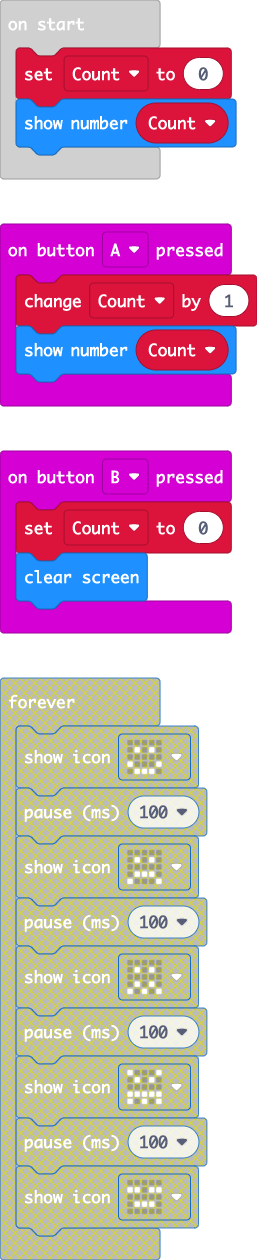 on start
set Count to 0
show number Count
on button A pressed
change Count by 1
show number Count
on button B pressed
set Count to 0
clear screen
forever
show icon
pause (ms) 100
show icon
pause (ms) 100
show icon
pause (ms) 100
show icon
pause (ms) 100
show icon